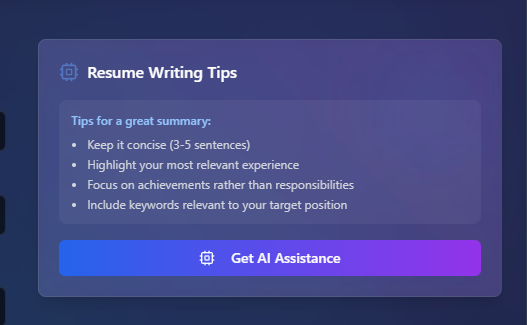 Resume Writing Tips
Tips for a great summary:
• Keep it concise (3-5 sentences)
• Highlight your most relevant experience
• Focus on achievements rather than responsibilities
• Include keywords relevant to your target position
Get AI Assistance